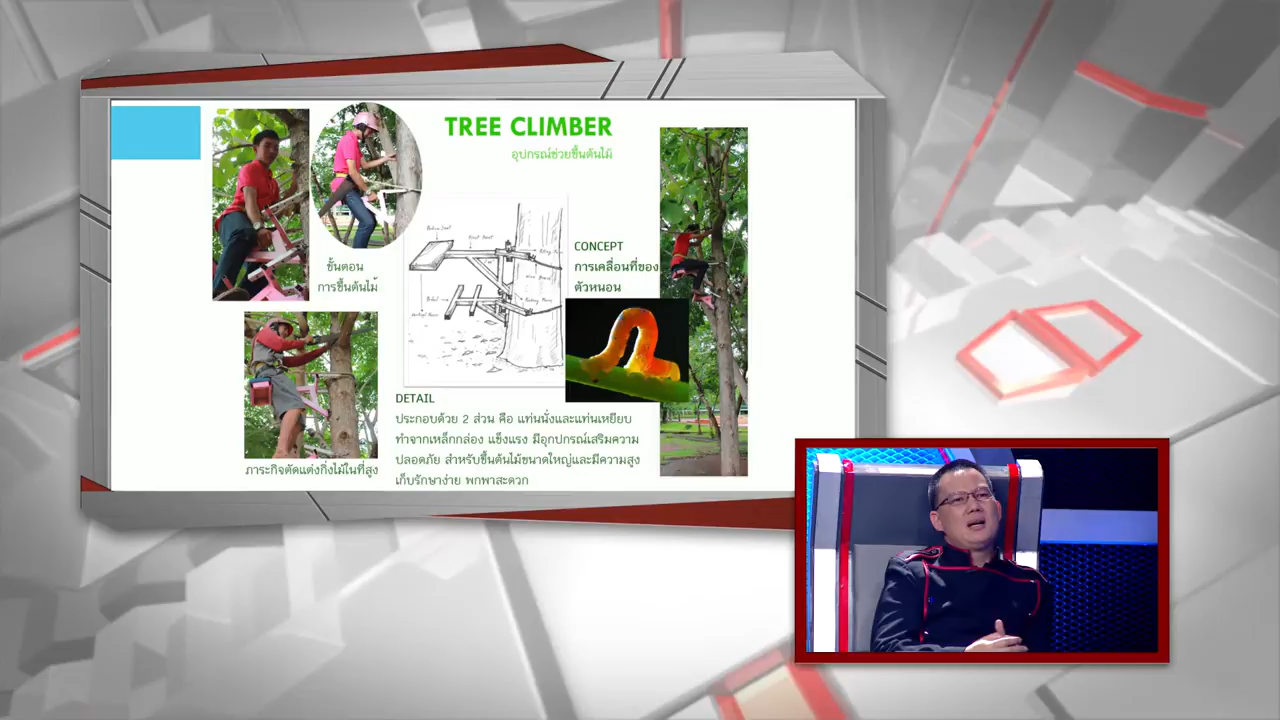 TREE CLIMBER
อุปกรณ์ช่วยขึ้นต้นไม้
ขั้นตอน
การขึ้นต้นไม้
CONCEPT
การเคลื่อนที่ของ
ตัวหนอน
ภาระกิจตัดแต่งกิ่งไม้ในที่สูง
DETAIL
ประกอบด้วย 2 ส่วน คือ แท่นนั่งและแท่นเหยียบ
ทำจากเหล็กกล่อง แข็งแรง มีอุกปกรณ์เสริมความ
ปลอดภัย สำหรับขึ้นต้นไม้ขนาดใหญ่และมีความสูง
เก็บรักษาง่าย พกพาสะดวก